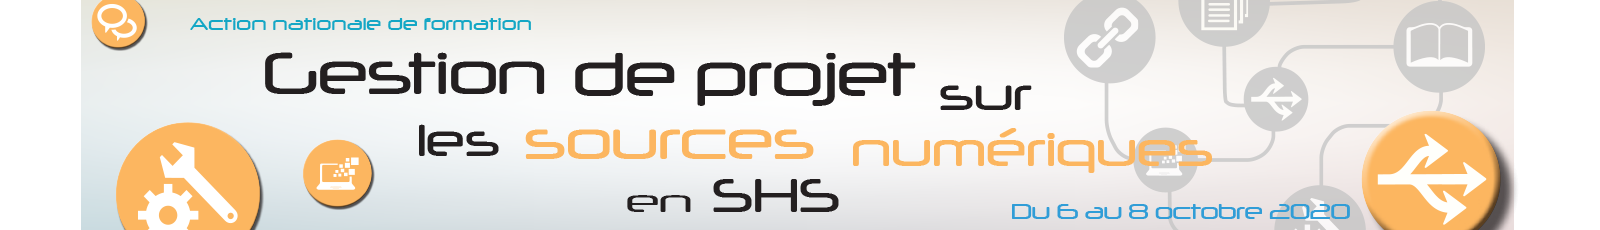 Action nationale de formation
Gestion de projet sur
les sources numériques
en SHS
Du 6 au 8 octobre 2020